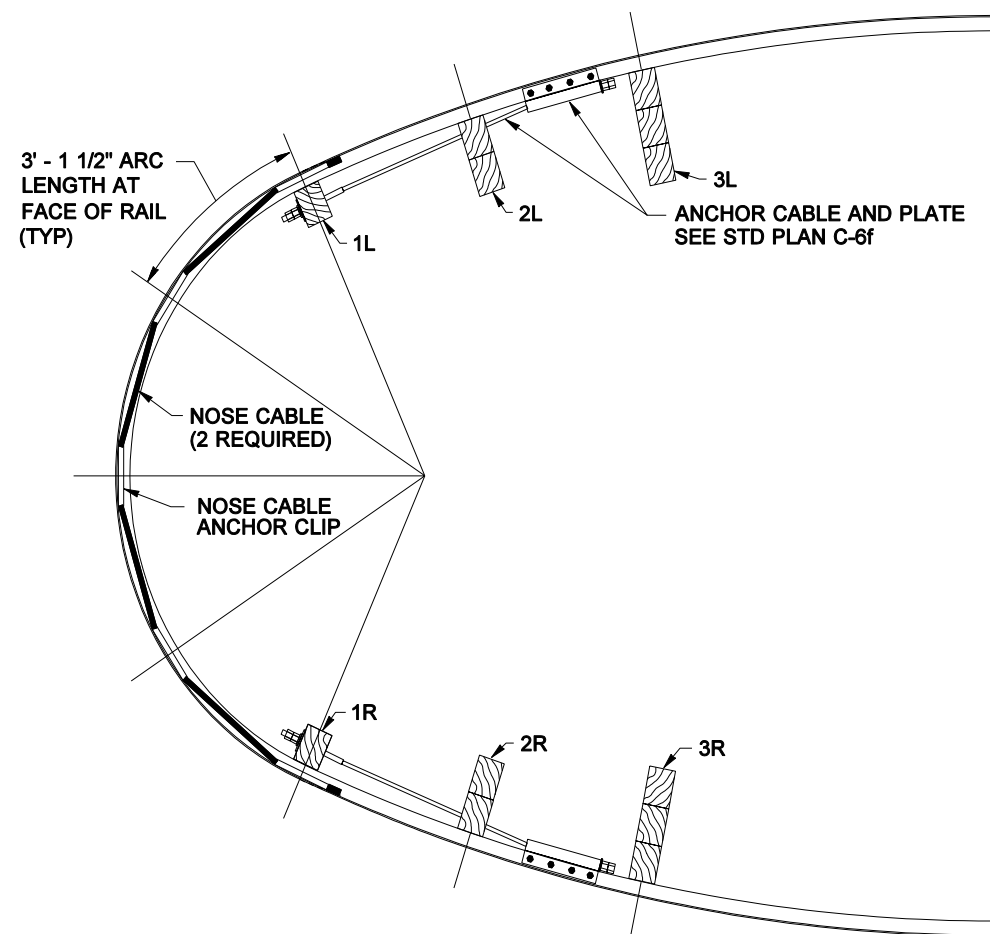 3' - 1 1/2" ARC
LENGTH AT
FACE OF RAIL
(TYP)
1L
2L
3L
ANCHOR CABLE AND PLATE
SEE STD PLAN C-6f
NOSE CABLE
(2 REQUIRED)
NOSE CABLE
ANCHOR CLIP
1R
2R
3R